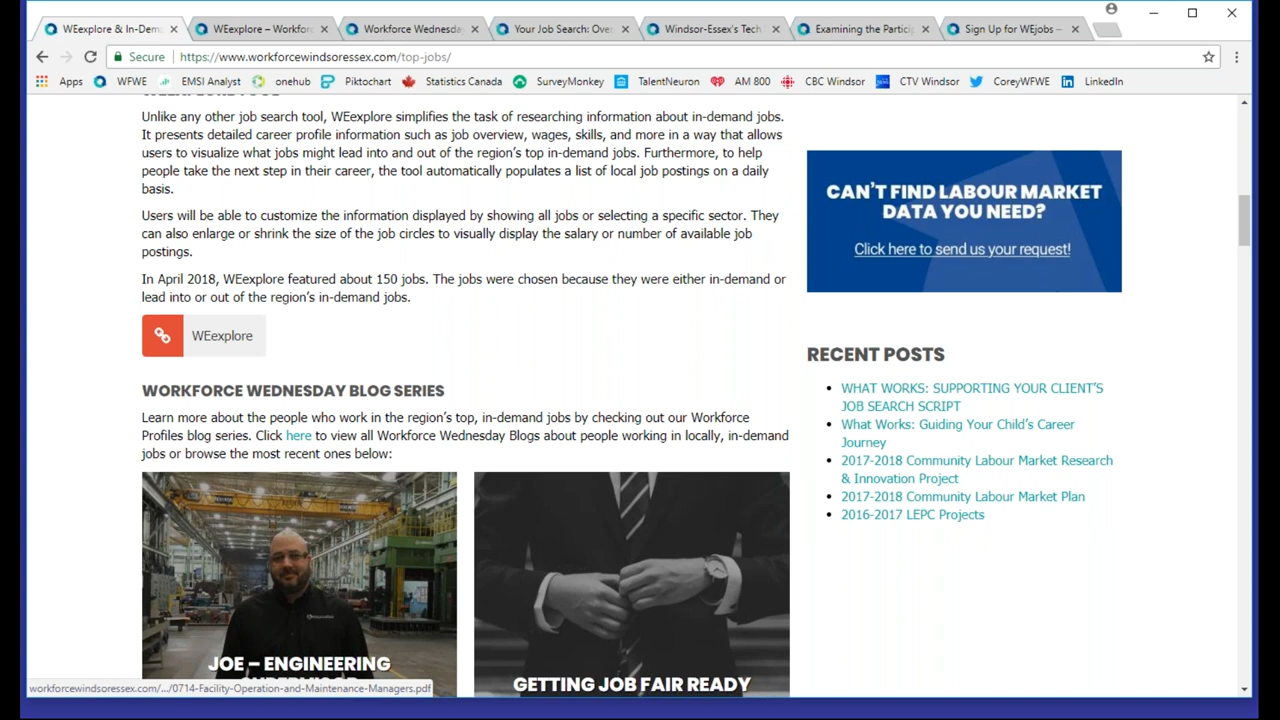 WEexplore & In-Dem
WEexplore – Workfor
Workforce Wednesday
Your Job Search: Over
Windsor-Essex's Tech
Examining the Particip
Sign Up for WEjobs –
Secure
https://www.workforcewindsoressex.com/top-jobs/
Apps
WFWE
EMSI Analyst
onehub
Piktochart
Statistics Canada
SurveyMonkey
TalentNeuron
AM 800
CBC Windsor
CTV Windsor
CoreyWFWE
LinkedIn
Unlike any other job search tool, WEexplore simplifies the task of researching information about in-demand jobs.
It presents detailed career profile information such as job overview, wages, skills, and more in a way that allows
users to visualize what jobs might lead into and out of the region's top in-demand jobs. Furthermore, to help
people take the next step in their career, the tool automatically populates a list of local job postings on a daily
basis.
Users will be able to customize the information displayed by showing all jobs or selecting a specific sector. They
can also enlarge or shrink the size of the job circles to visually display the salary or number of available job
postings.
In April 2018, WEexplore featured about 150 jobs. The jobs were chosen because they were either in-demand or
lead into or out of the region's in-demand jobs.
WEexplore
WORKFORCE WEDNESDAY BLOG SERIES
Learn more about the people who work in the region's top, in-demand jobs by checking out our Workforce
Profiles blog series. Click here to view all Workforce Wednesday Blogs about people working in locally, in-demand
jobs or browse the most recent ones below:
JOE – ENGINEERING
GETTING JOB FAIR READY
CAN'T FIND LABOUR MARKET
DATA YOU NEED?
Click here to send us your request!
RECENT POSTS
WHAT WORKS: SUPPORTING YOUR CLIENT'S
JOB SEARCH SCRIPT
What Works: Guiding Your Child's Career
Journey
2017-2018 Community Labour Market Research
& Innovation Project
2017-2018 Community Labour Market Plan
2016-2017 LEPC Projects
workforcewindsoressex.com/.../0714-Facility-Operation-and-Maintenance-Managers.pdf